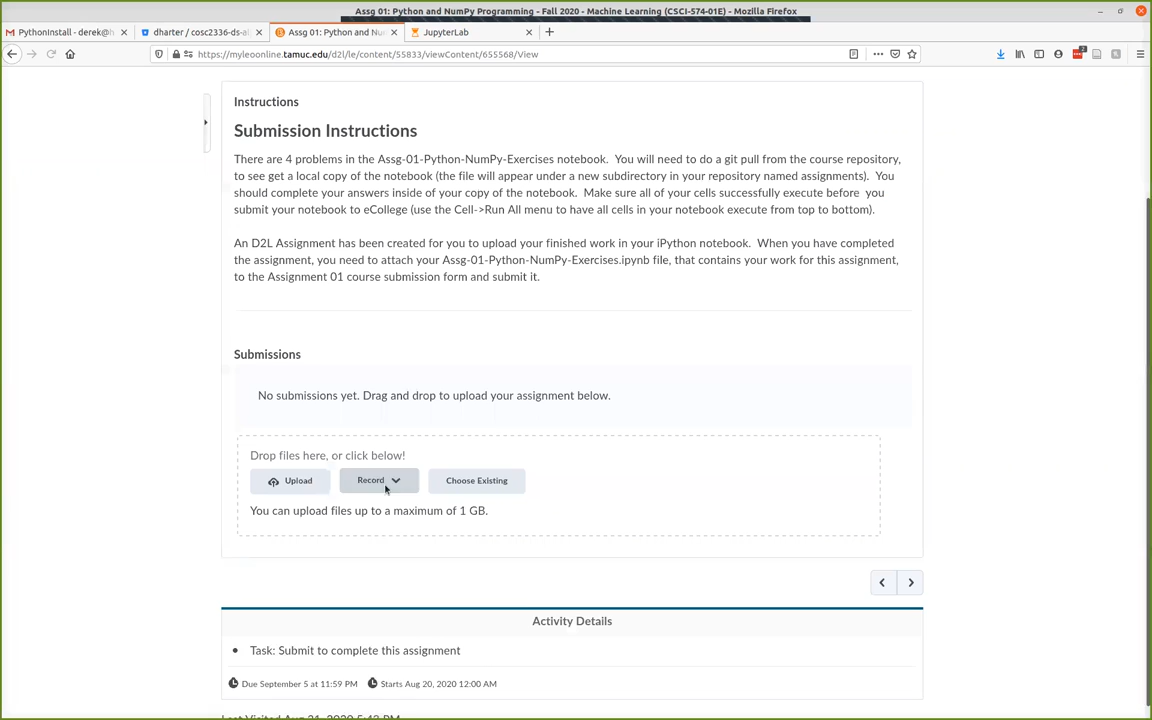 Assg 01: Python and NumPy Programming - Fall 2020 - Machine Learning (CSCI-574-01E) - Mozilla Firefox
PythonInstall - derek@h
dharter / cosc2336-ds-al
Assg 01: Python and Nu
JupyterLab
https://myleoonline.tamuc.edu/d2l/le/content/55833/viewContent/655568/View
Instructions
Submission Instructions
There are 4 problems in the Assg-01-Python-NumPy-Exercises notebook. You will need to do a git pull from the course repository,
to see get a local copy of the notebook (the file will appear under a new subdirectory in your repository named assignments). You
should complete your answers inside of your copy of the notebook. Make sure all of your cells successfully execute before you
submit your notebook to eCollege (use the Cell->Run All menu to have all cells in your notebook execute from top to bottom).
An D2L Assignment has been created for you to upload your finished work in your iPython notebook. When you have completed
the assignment, you need to attach your Assg-01-Python-NumPy-Exercises.ipynb file, that contains your work for this assignment,
to the Assignment 01 course submission form and submit it.
Submissions
No submissions yet. Drag and drop to upload your assignment below.
Drop files here, or click below!
Upload
Record
Choose Existing
You can upload files up to a maximum of 1 GB.
Activity Details
• Task: Submit to complete this assignment
Due September 5 at 11:59 PM
Starts Aug 20, 2020 12:00 AM
Last Visited Aug 21, 2020 5:43 PM